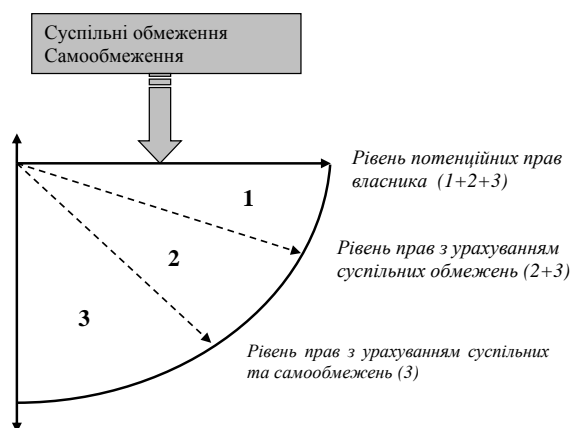 Суспільні обмеження
Самообмеження
Рівень потенційних прав
власника (1+2+3)
1
Рівень прав з урахуванням
суспільних обмежень (2+3)
2
3
Рівень прав з урахуванням суспільних
та самообмежень (3)